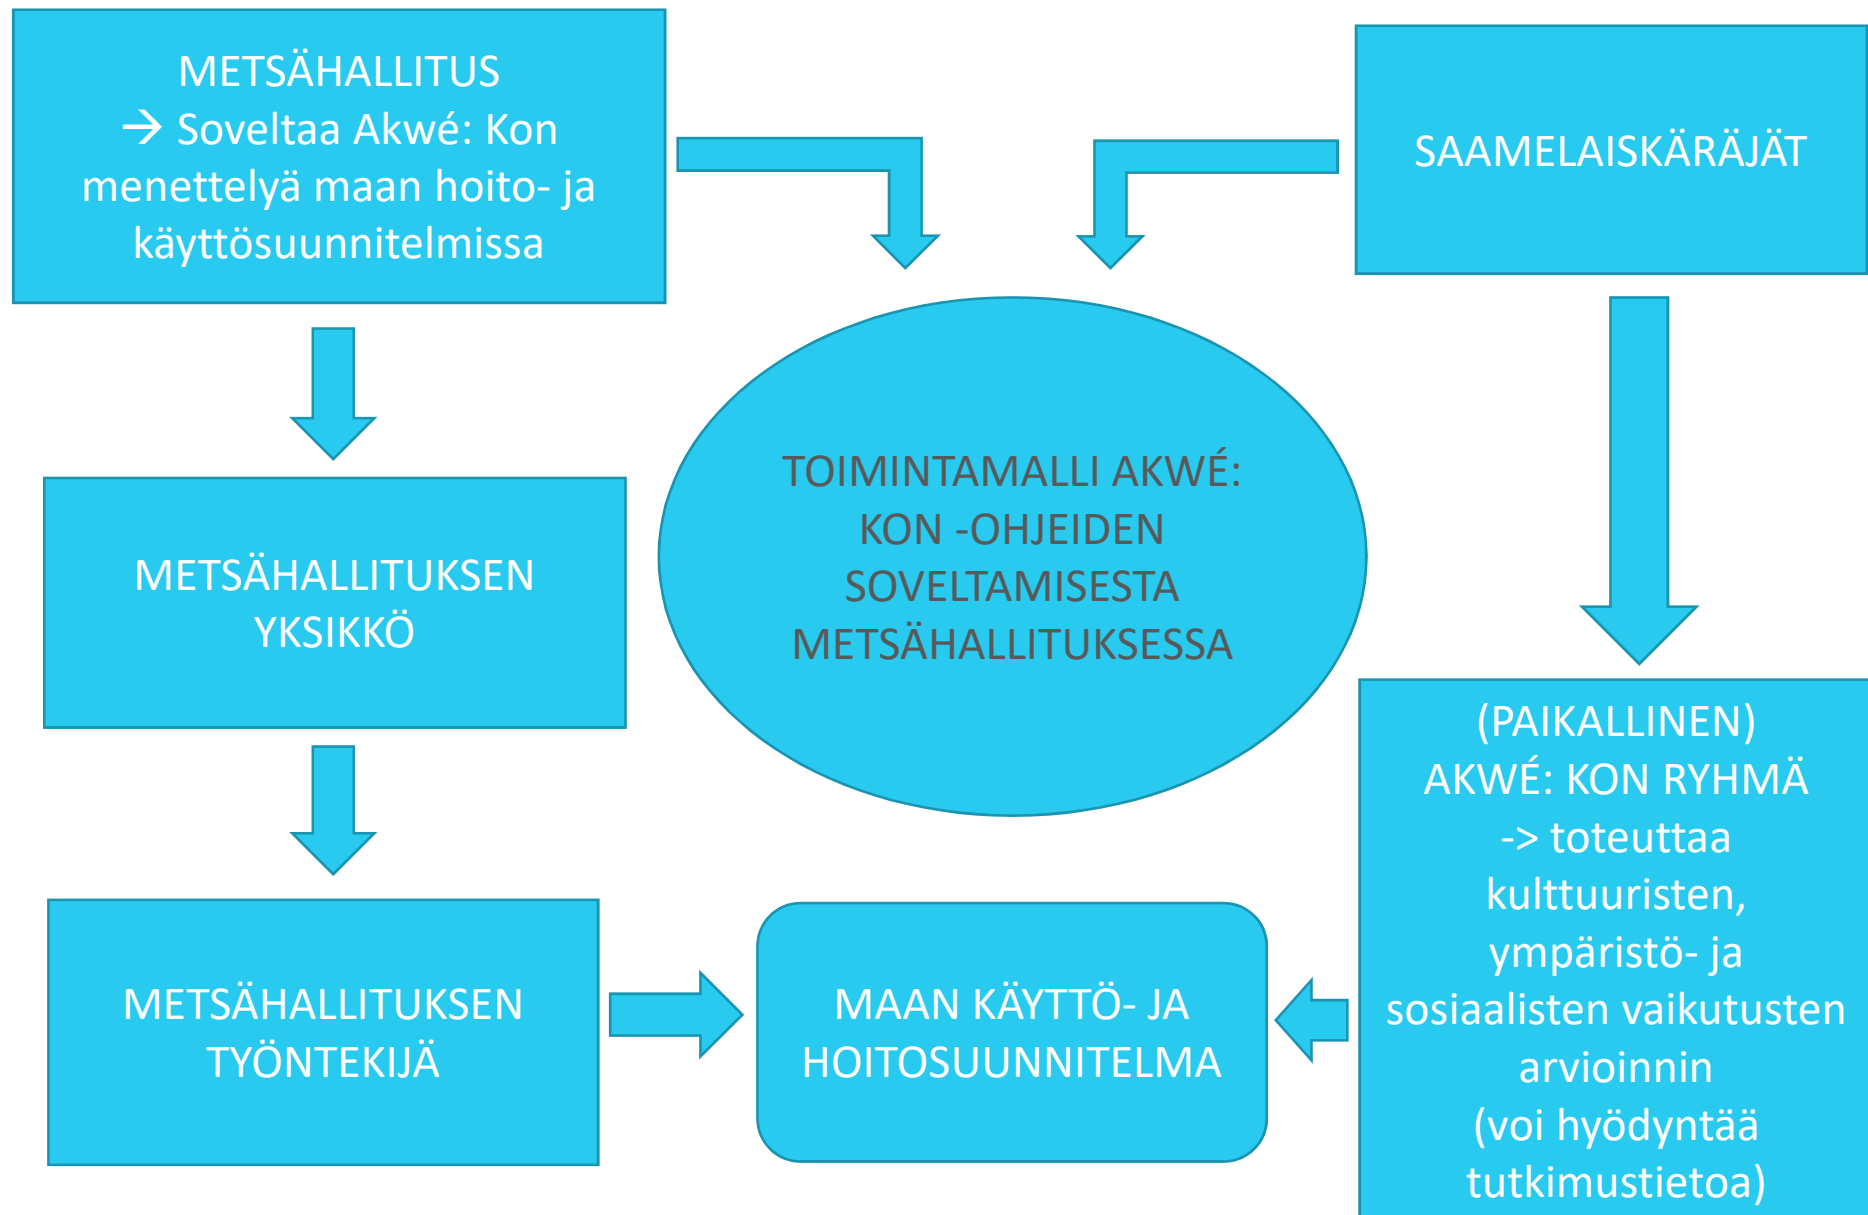 METSÄHALLITUS
→ Soveltaa Akwé: Kon
menettelyä maan hoito- ja
käyttösuunnitelmissa
SAAMELAISKÄRÄJÄT
TOIMINTAMALLI AKWÉ:
KON -OHJEIDEN
SOVELTAMISESTA
METSÄHALLITUKSESSA
METSÄHALLITUKSEN
YKSIKKÖ
(PAIKALLINEN)
AKWÉ: KON RYHMÄ
-> toteuttaa
kulttuuristen,
ympäristö- ja
sosiaalisten vaikutusten
arvioinnin
(voi hyödyntää
tutkimustietoa)
METSÄHALLITUKSEN
TYÖNTEKIJÄ
MAAN KÄYTTÖ- JA
HOITOSUUNNITELMA